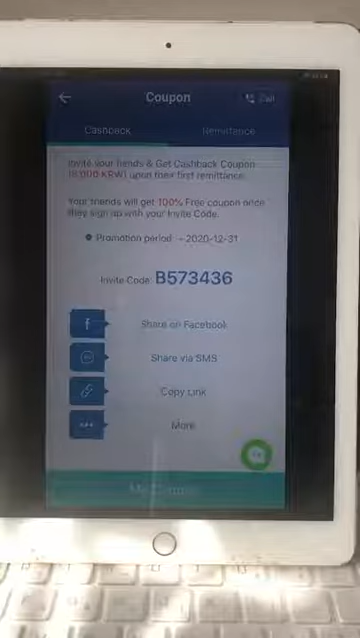 Coupon
Call
Cashback
Remittance
Invite your friends & Get Cashback Coupon
(8,000 KRW) upon their first remittance.
Your friends will get 100% Free coupon once
they sign up with your Invite Code.
Promotion period : ~ 2020-12-31
Invite Code: B573436
Share on Facebook
Share via SMS
Copy Link
More